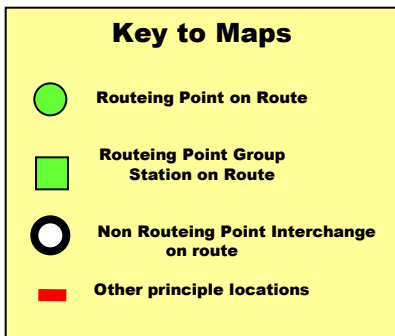 Key to Maps
Routeing Point on Route
Routeing Point Group
Station on Route
Non Routeing Point Interchange
on route
Other principle locations